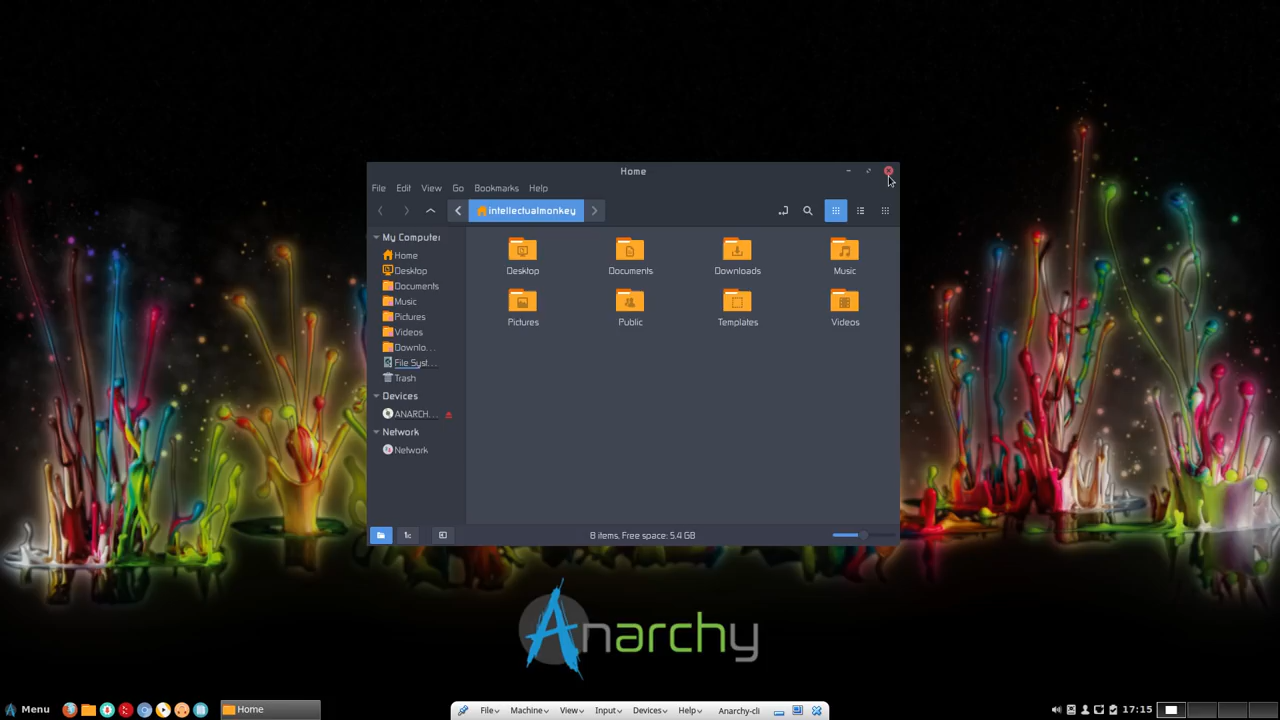 Home
File Edit View Go Bookmarks Help
intellectualmonkey
My Computer
Home
Desktop
Documents
Music
Pictures
Videos
Downlo...
File Syst...
Trash
Devices
ANARCH...
Network
Network
Desktop Documents Downloads Music
Pictures Public Templates Videos
8 items, Free space: 5.4 GB
Anarchy
Menu Home File Machine View Input Devices Help Anarchy-cli 17:15